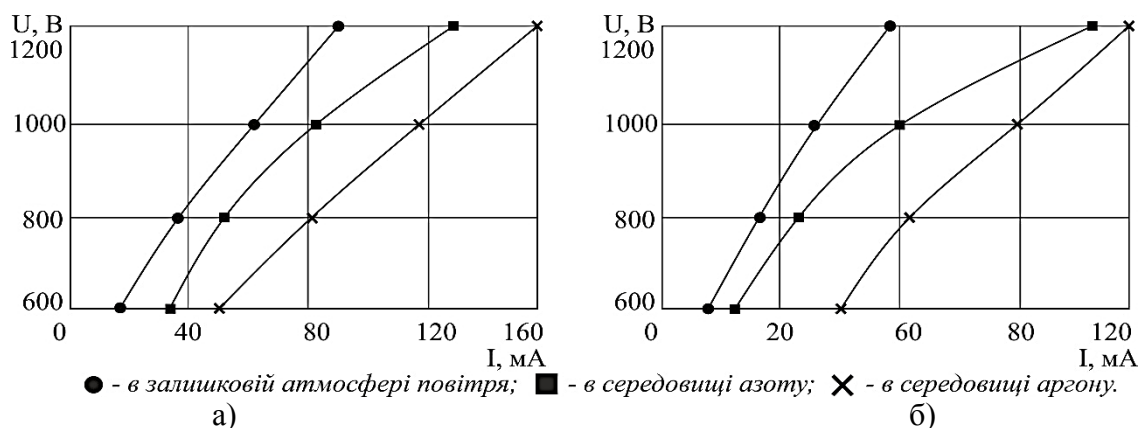 U, В
1200
1000
800
600
0
40
80
120
160
I, мА
U, В
1200
1000
800
600
0
20
60
80
120
I, мА
- в залишковій атмосфері повітря; - в середовищі азоту; - в середовищі аргону.
а)
б)